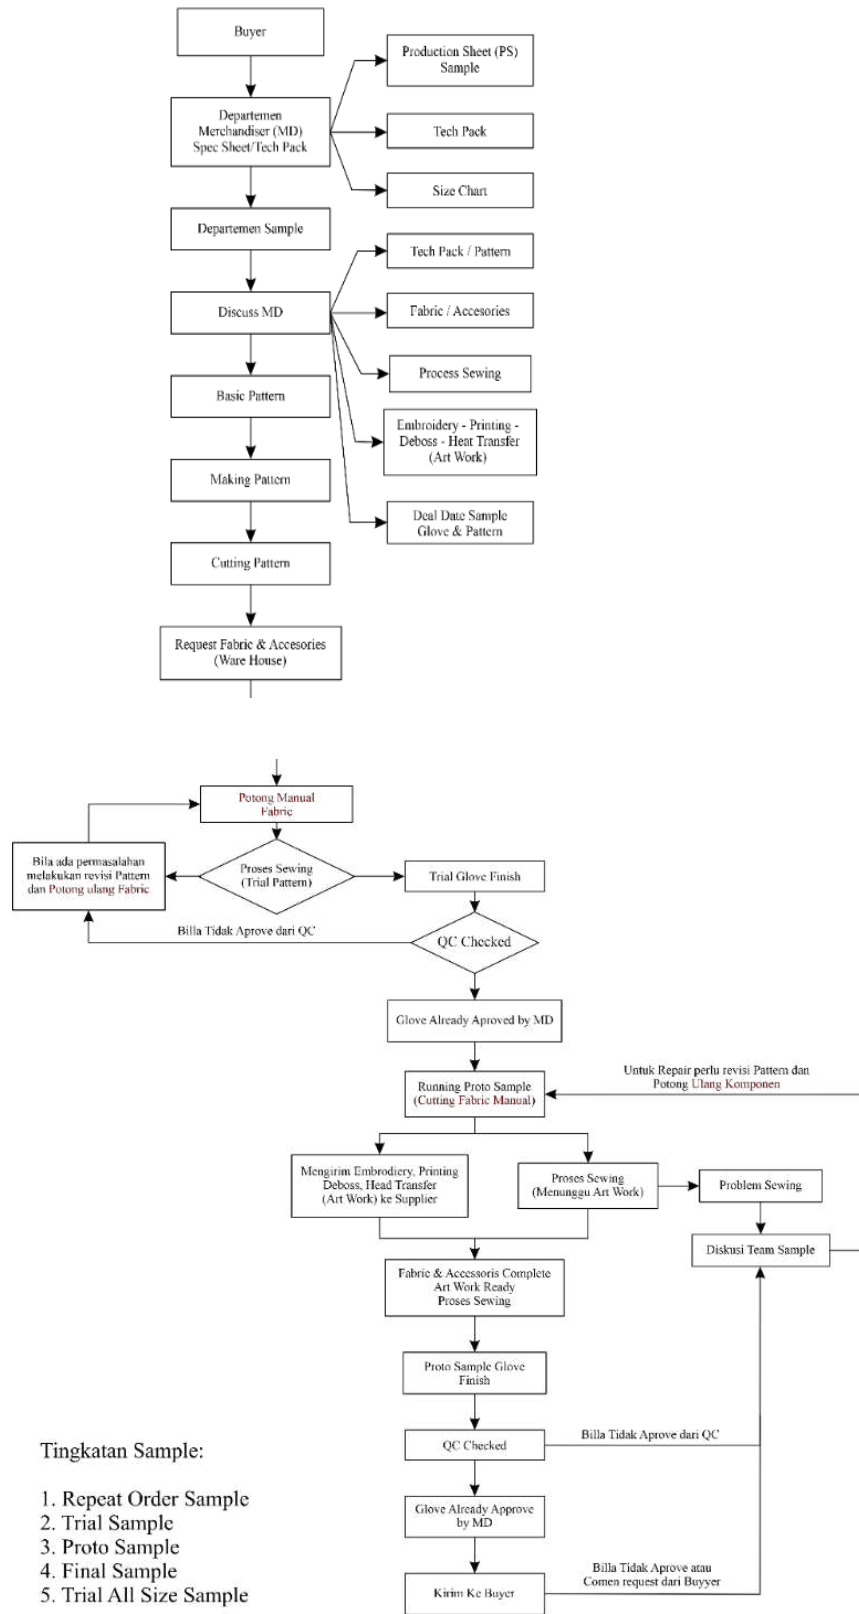 Buyer
Production Sheet (PS)
Sample
Departemen
Merchandiser (MD)
Spec Sheet/Tech Pack
Tech Pack
Size Chart
Departemen Sample
Tech Pack / Pattern
Discuss MD
Fabric / Accesories
Process Sewing
Basic Pattern
Embroidery - Printing -
Deboss - Heat Transfer
(Art Work)
Making Pattern
Deal Date Sample
Glove & Pattern
Cutting Pattern
Request Fabric & Accesories
(Ware House)
Potong Manual
Fabric
Bila ada permasalahan
melakukan revisi Pattern
dan Potong ulang Fabric
Proses Sewing
(Trial Pattern)
Trial Glove Finish
Billa Tidak Aprove dari QC
QC Checked
Glove Already Aproved by MD
Untuk Repair perlu revisi Pattern dan
Potong Ulang Komponen
Running Proto Sample
(Cutting Fabric Manual)
Mengirim Embrodiery, Printing
Deboss, Head Transfer
(Art Work) ke Supplier
Proses Sewing
(Menunggu Art Work)
Problem Sewing
Diskusi Team Sample
Fabric & Accessoris Complete
Art Work Ready
Proses Sewing
Proto Sample Glove
Finish
QC Checked
Billa Tidak Aprove dari QC
Glove Already Approve
by MD
Kirim Ke Buyer
Billa Tidak Aprove atau
Comen request dari Buyyer
Tingkatan Sample:
1. Repeat Order Sample
2. Trial Sample
3. Proto Sample
4. Final Sample
5. Trial All Size Sample